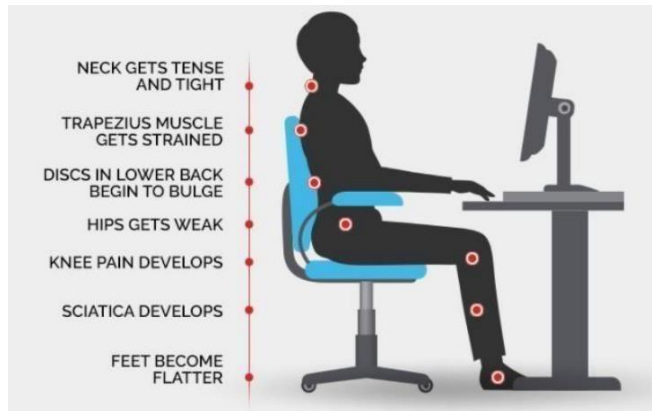 NECK GETS TENSE
AND TIGHT
TRAPEZIUS MUSCLE
GETS STRAINED
DISCS IN LOWER BACK
BEGIN TO BULGE
HIPS GETS WEAK
KNEE PAIN DEVELOPS
SCIATICA DEVELOPS
FEET BECOME
FLATTER